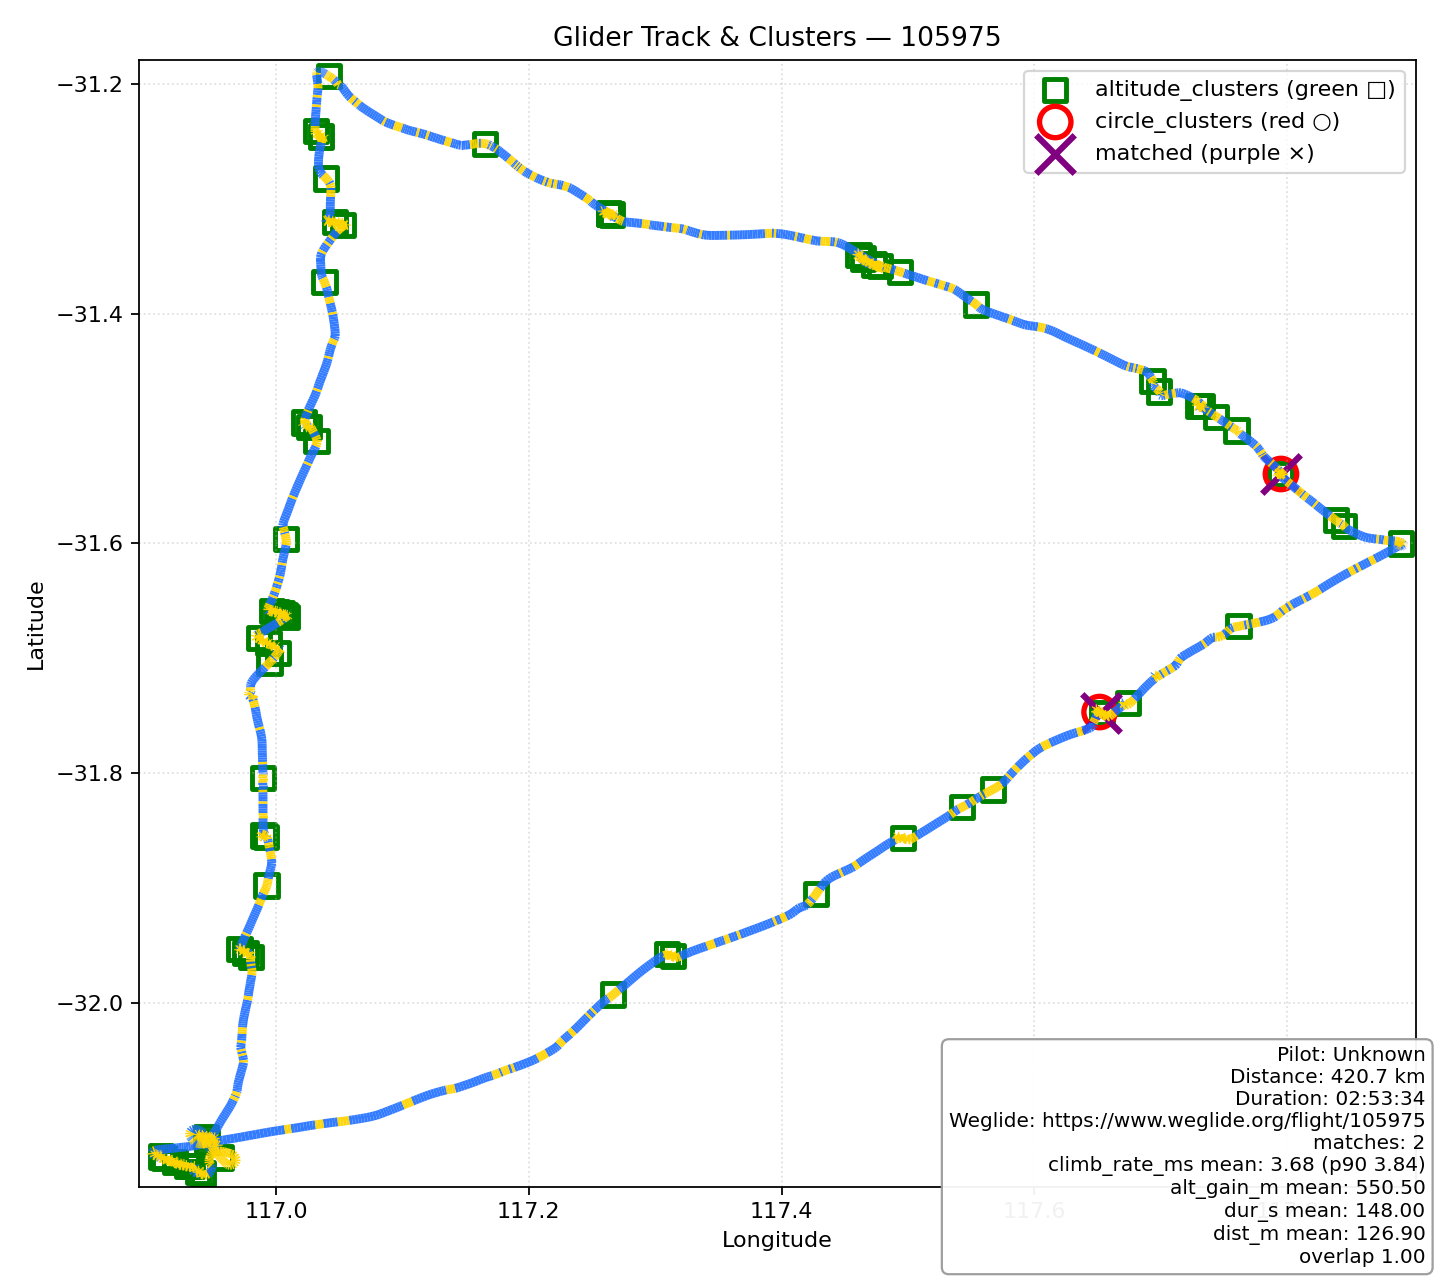 Glider Track & Clusters — 105975
altitude_clusters (green □)
circle_clusters (red ○)
matched (purple ×)
−31.2
−31.4
−31.6
−31.8
−32.0
Latitude
117.0
117.2
117.4
117.6
Longitude
Pilot: Unknown
Distance: 420.7 km
Duration: 02:53:34
Weglide: https://www.weglide.org/flight/105975
matches: 2
climb_rate_ms mean: 3.68 (p90 3.84)
alt_gain_m mean: 550.50
dur_s mean: 148.00
dist_m mean: 126.90
overlap 1.00